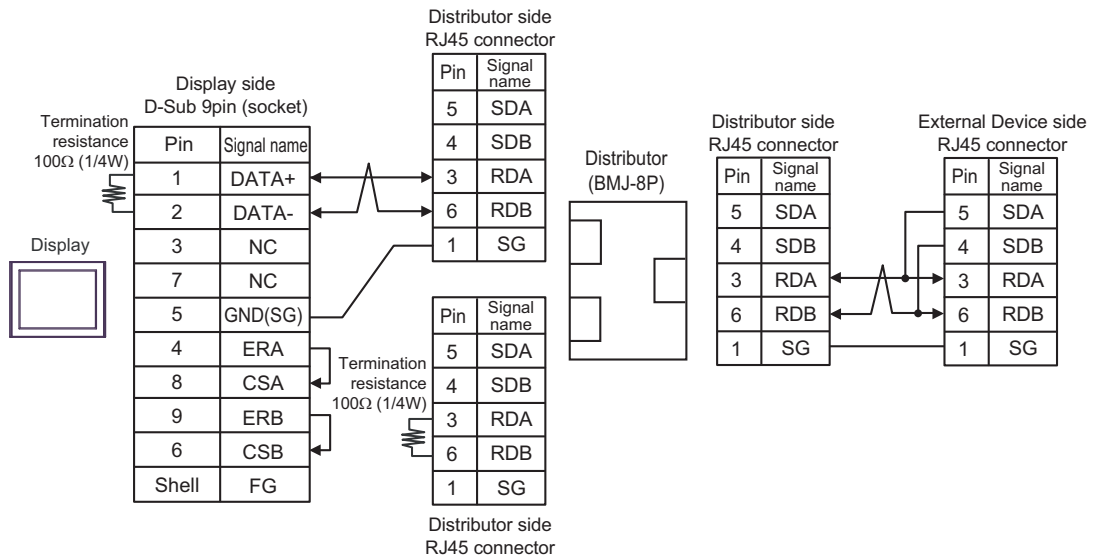 Distributor side
RJ45 connector
Pin Signal name
5 SDA
4 SDB
3 RDA
6 RDB
1 SG
Display side
D-Sub 9pin (socket)
Termination
resistance
100Ω (1/4W)
Pin Signal name
1 DATA+
2 DATA-
3 NC
7 NC
5 GND(SG)
4 ERA
8 CSA
9 ERB
6 CSB
Shell FG
Display
Termination
resistance
100Ω (1/4W)
Pin Signal name
5 SDA
4 SDB
3 RDA
6 RDB
1 SG
Distributor side
RJ45 connector
Distributor
(BMJ-8P)
Distributor side
RJ45 connector
Pin Signal name
5 SDA
4 SDB
3 RDA
6 RDB
1 SG
External Device side
RJ45 connector
Pin Signal name
5 SDA
4 SDB
3 RDA
6 RDB
1 SG